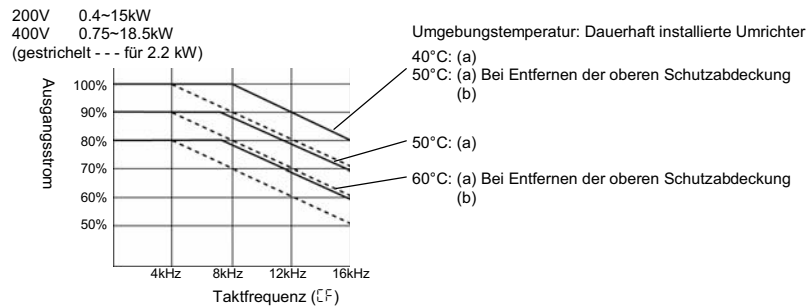 200V 0.4~15kW
400V 0.75~18.5kW
(gestrichelt - - - für 2.2 kW)
Ausgangsstrom
100%
90%
80%
70%
60%
50%
4kHz 8kHz 12kHz 16kHz
Taktfrequenz (CF)
Umgebungstemperatur: Dauerhaft installierte Umrichter
40°C: (a)
50°C: (a) Bei Entfernen der oberen Schutzabdeckung
(b)
50°C: (a)
60°C: (a) Bei Entfernen der oberen Schutzabdeckung
(b)